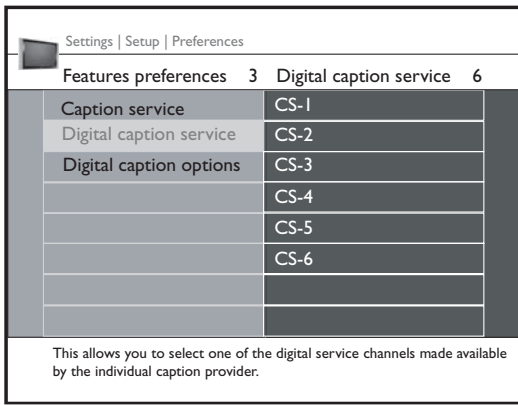 Settings | Setup | Preferences
Features preferences 3 Digital caption service 6
Caption service CS-1
Digital caption service CS-2
Digital caption options CS-3
CS-4
CS-5
CS-6
This allows you to select one of the digital service channels made available
by the individual caption provider.